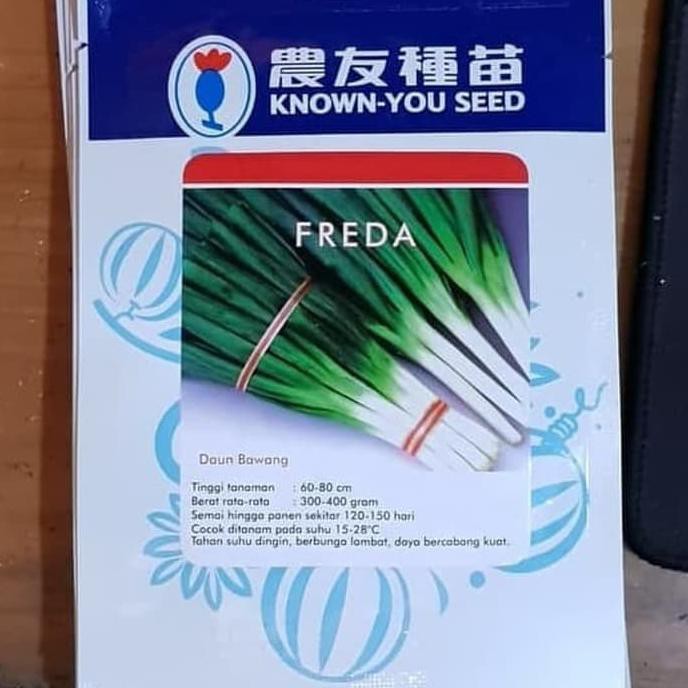 農友種苗
KNOWN-YOU SEED
FREDA
Daun Bawang
Tinggi tanaman : 60-80 cm
Berat rata-rata : 300-400 gram
Semai hingga panen sekitar 120-150 hari
Cocok ditanam pada suhu 15-28°C
Tahan suhu dingin, berbunga lambat, daya bercabang kuat.